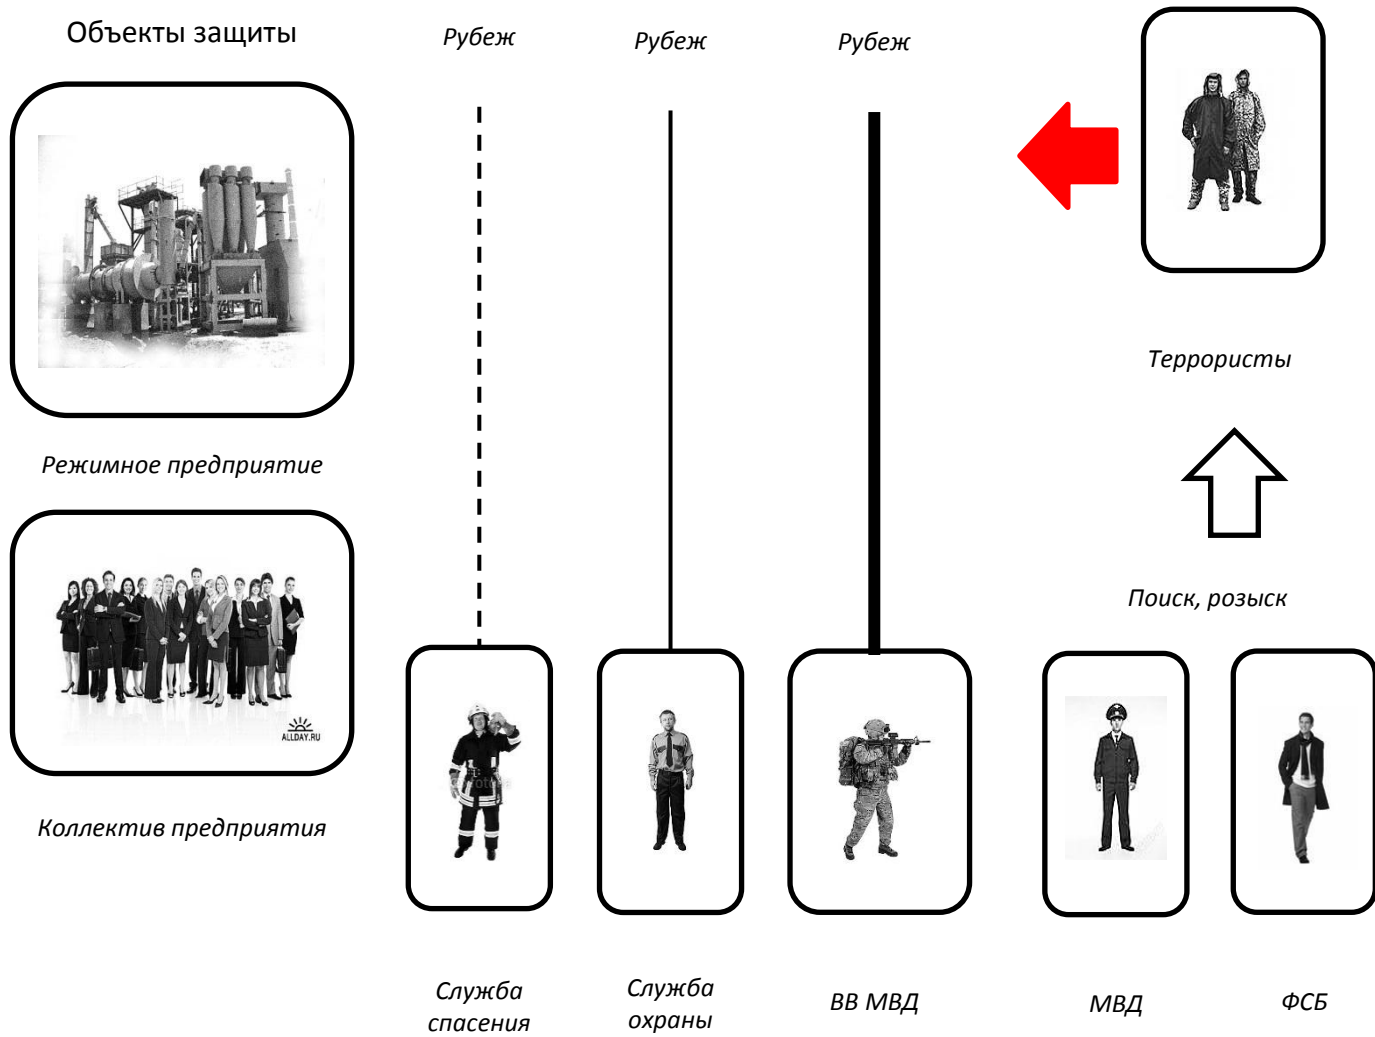 Объекты защиты
Рубеж
Рубеж
Рубеж
Террористы
Режимное предприятие
Поиск, розыск
ALLDAY.RU
Коллектив предприятия
Служба
спасения
Служба
охраны
ВВ МВД
МВД
ФСБ